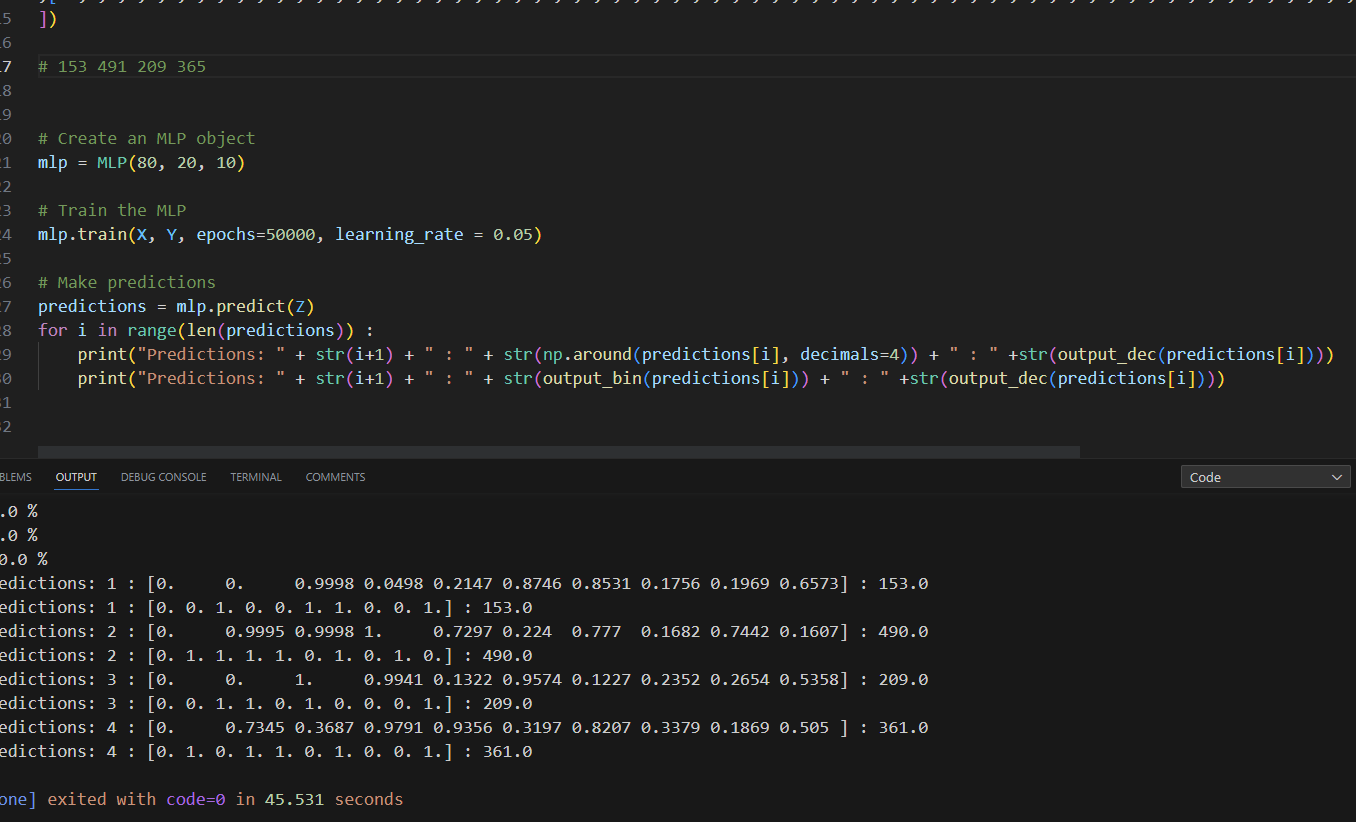 5 ])
6
7 # 153 491 209 365
8
9
0 # Create an MLP object
1 mlp = MLP(80, 20, 10)
2
3 # Train the MLP
4 mlp.train(X, Y, epochs=50000, learning_rate = 0.05)
5
6 # Make predictions
7 predictions = mlp.predict(Z)
8 for i in range(len(predictions)) :
9 print("Predictions: " + str(i+1) + " : " + str(np.around(predictions[i], decimals=4)) + " : " +str(output_dec(predictions[i])))
0 print("Predictions: " + str(i+1) + " : " + str(output_bin(predictions[i])) + " : " +str(output_dec(predictions[i])))
1
2
BLEMS OUTPUT DEBUG CONSOLE TERMINAL COMMENTS Code
.0 %
.0 %
0.0 %
edictions: 1 : [0. 0. 0.9998 0.0498 0.2147 0.8746 0.8531 0.1756 0.1969 0.6573] : 153.0
edictions: 1 : [0. 0. 1. 0. 0. 1. 1. 0. 0. 1.] : 153.0
edictions: 2 : [0. 0.9995 0.9998 1. 0.7297 0.224 0.777 0.1682 0.7442 0.1607] : 490.0
edictions: 2 : [0. 1. 1. 1. 1. 0. 1. 0. 1. 0.] : 490.0
edictions: 3 : [0. 0. 1. 0.9941 0.1322 0.9574 0.1227 0.2352 0.2654 0.5358] : 209.0
edictions: 3 : [0. 0. 1. 1. 0. 1. 0. 0. 0. 1.] : 209.0
edictions: 4 : [0. 0.7345 0.3687 0.9791 0.9356 0.3197 0.8207 0.3379 0.1869 0.505 ] : 361.0
edictions: 4 : [0. 1. 0. 1. 1. 0. 1. 0. 0. 1.] : 361.0
one] exited with code=0 in 45.531 seconds